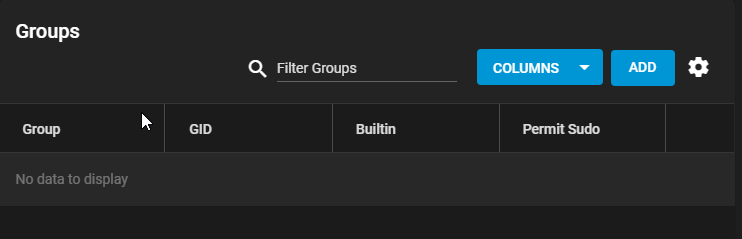 Groups
Filter Groups
COLUMNS
ADD
Group GID Builtin Permit Sudo
No data to display